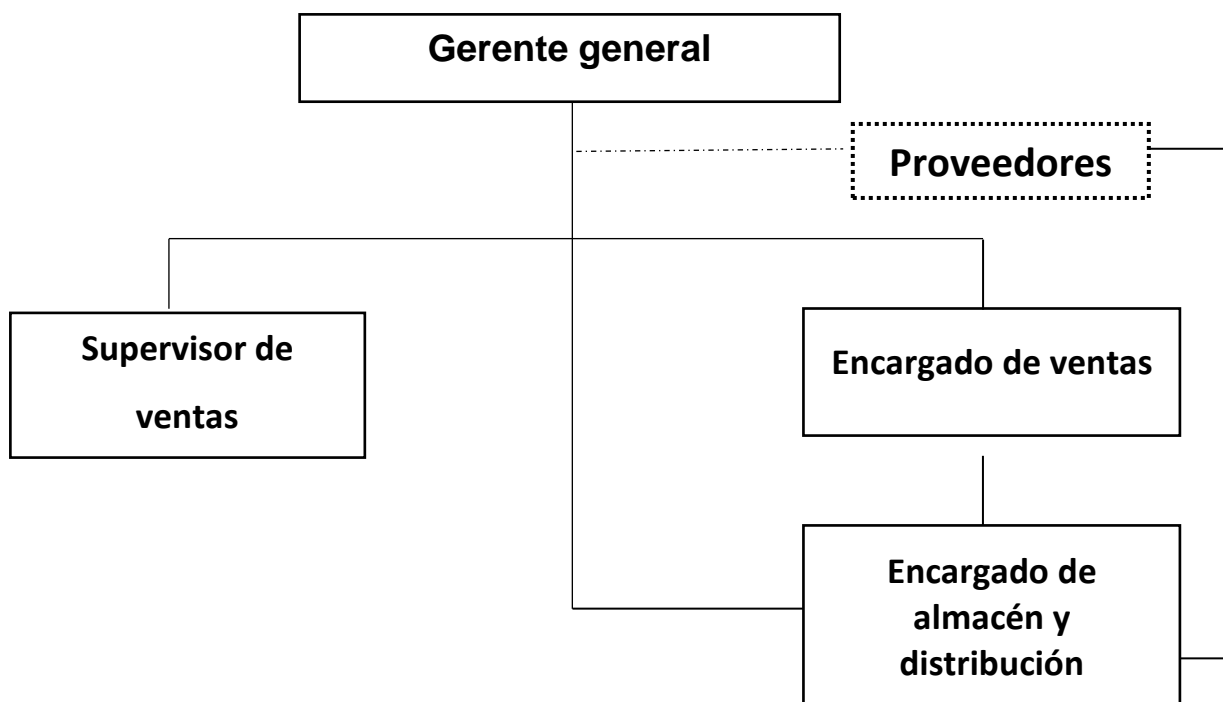 Gerente general
Proveedores
Supervisor de
ventas
Encargado de ventas
Encargado de
almacén y
distribución